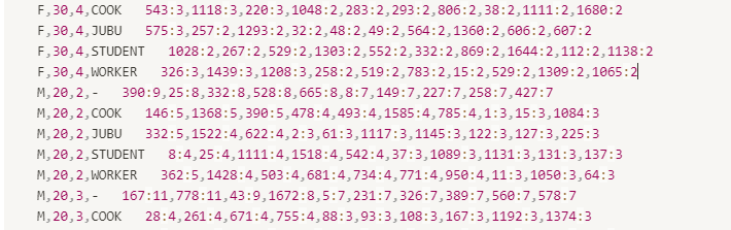 F,30,4,COOK 543:3,1118:3,220:3,1048:2,283:2,293:2,806:2,38:2,1111:2,1680:2
F,30,4,JUBU 575:3,257:2,1293:2,32:2,48:2,49:2,564:2,1360:2,606:2,607:2
F,30,4,STUDENT 1028:2,267:2,529:2,1303:2,552:2,332:2,869:2,1644:2,112:2,1138:2
F,30,4,WORKER 326:3,1439:3,1208:3,258:2,519:2,783:2,15:2,529:2,1309:2,1065:2
M,20,2,- 390:9,25:8,332:8,528:8,665:8,8:7,149:7,227:7,258:7,427:7
M,20,2,COOK 146:5,1368:5,390:5,478:4,493:4,1585:4,785:4,1:3,15:3,1084:3
M,20,2,JUBU 332:5,1522:4,622:4,2:3,61:3,1117:3,1145:3,122:3,127:3,225:3
M,20,2,STUDENT 8:4,25:4,1111:4,1518:4,542:4,37:3,1089:3,1131:3,131:3,137:3
M,20,2,WORKER 362:5,1428:4,503:4,681:4,734:4,771:4,950:4,11:3,1050:3,64:3
M,20,3,- 167:11,778:11,43:9,1672:8,5:7,231:7,326:7,389:7,560:7,578:7
M,20,3,COOK 28:4,261:4,671:4,755:4,88:3,93:3,108:3,167:3,1192:3,1374:3